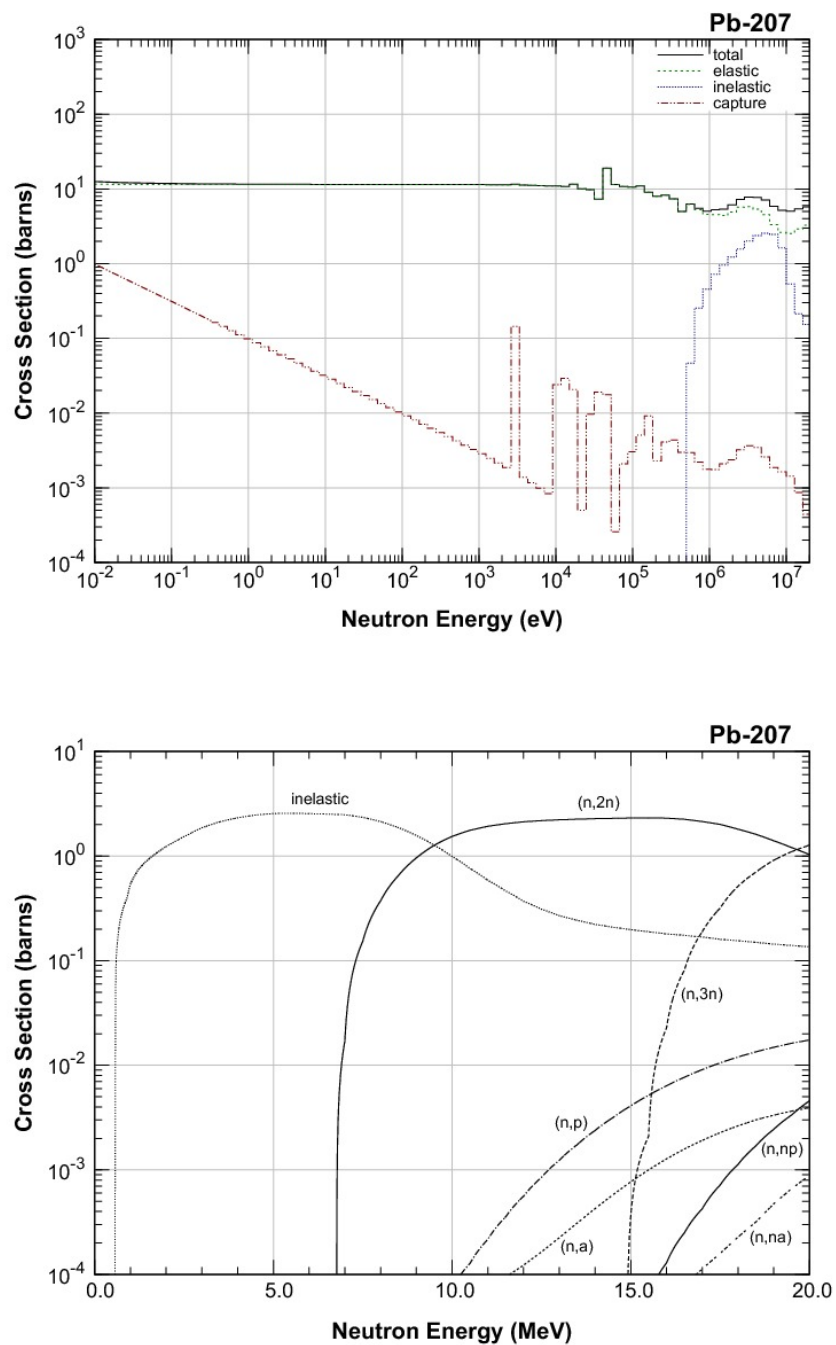 Pb-207
10^3
total
elastic
inelastic
capture
10^2
10^1
10^0
10^-1
10^-2
10^-3
10^-4
Cross Section (barns)
10^-2 10^-1 10^0 10^1 10^2 10^3 10^4 10^5 10^6 10^7
Neutron Energy (eV)
Pb-207
10^1
inelastic
(n,2n)
10^0
10^-1
(n,3n)
10^-2
(n,p)
(n,np)
10^-3
(n,a)
(n,na)
10^-4
Cross Section (barns)
0.0 5.0 10.0 15.0 20.0
Neutron Energy (MeV)